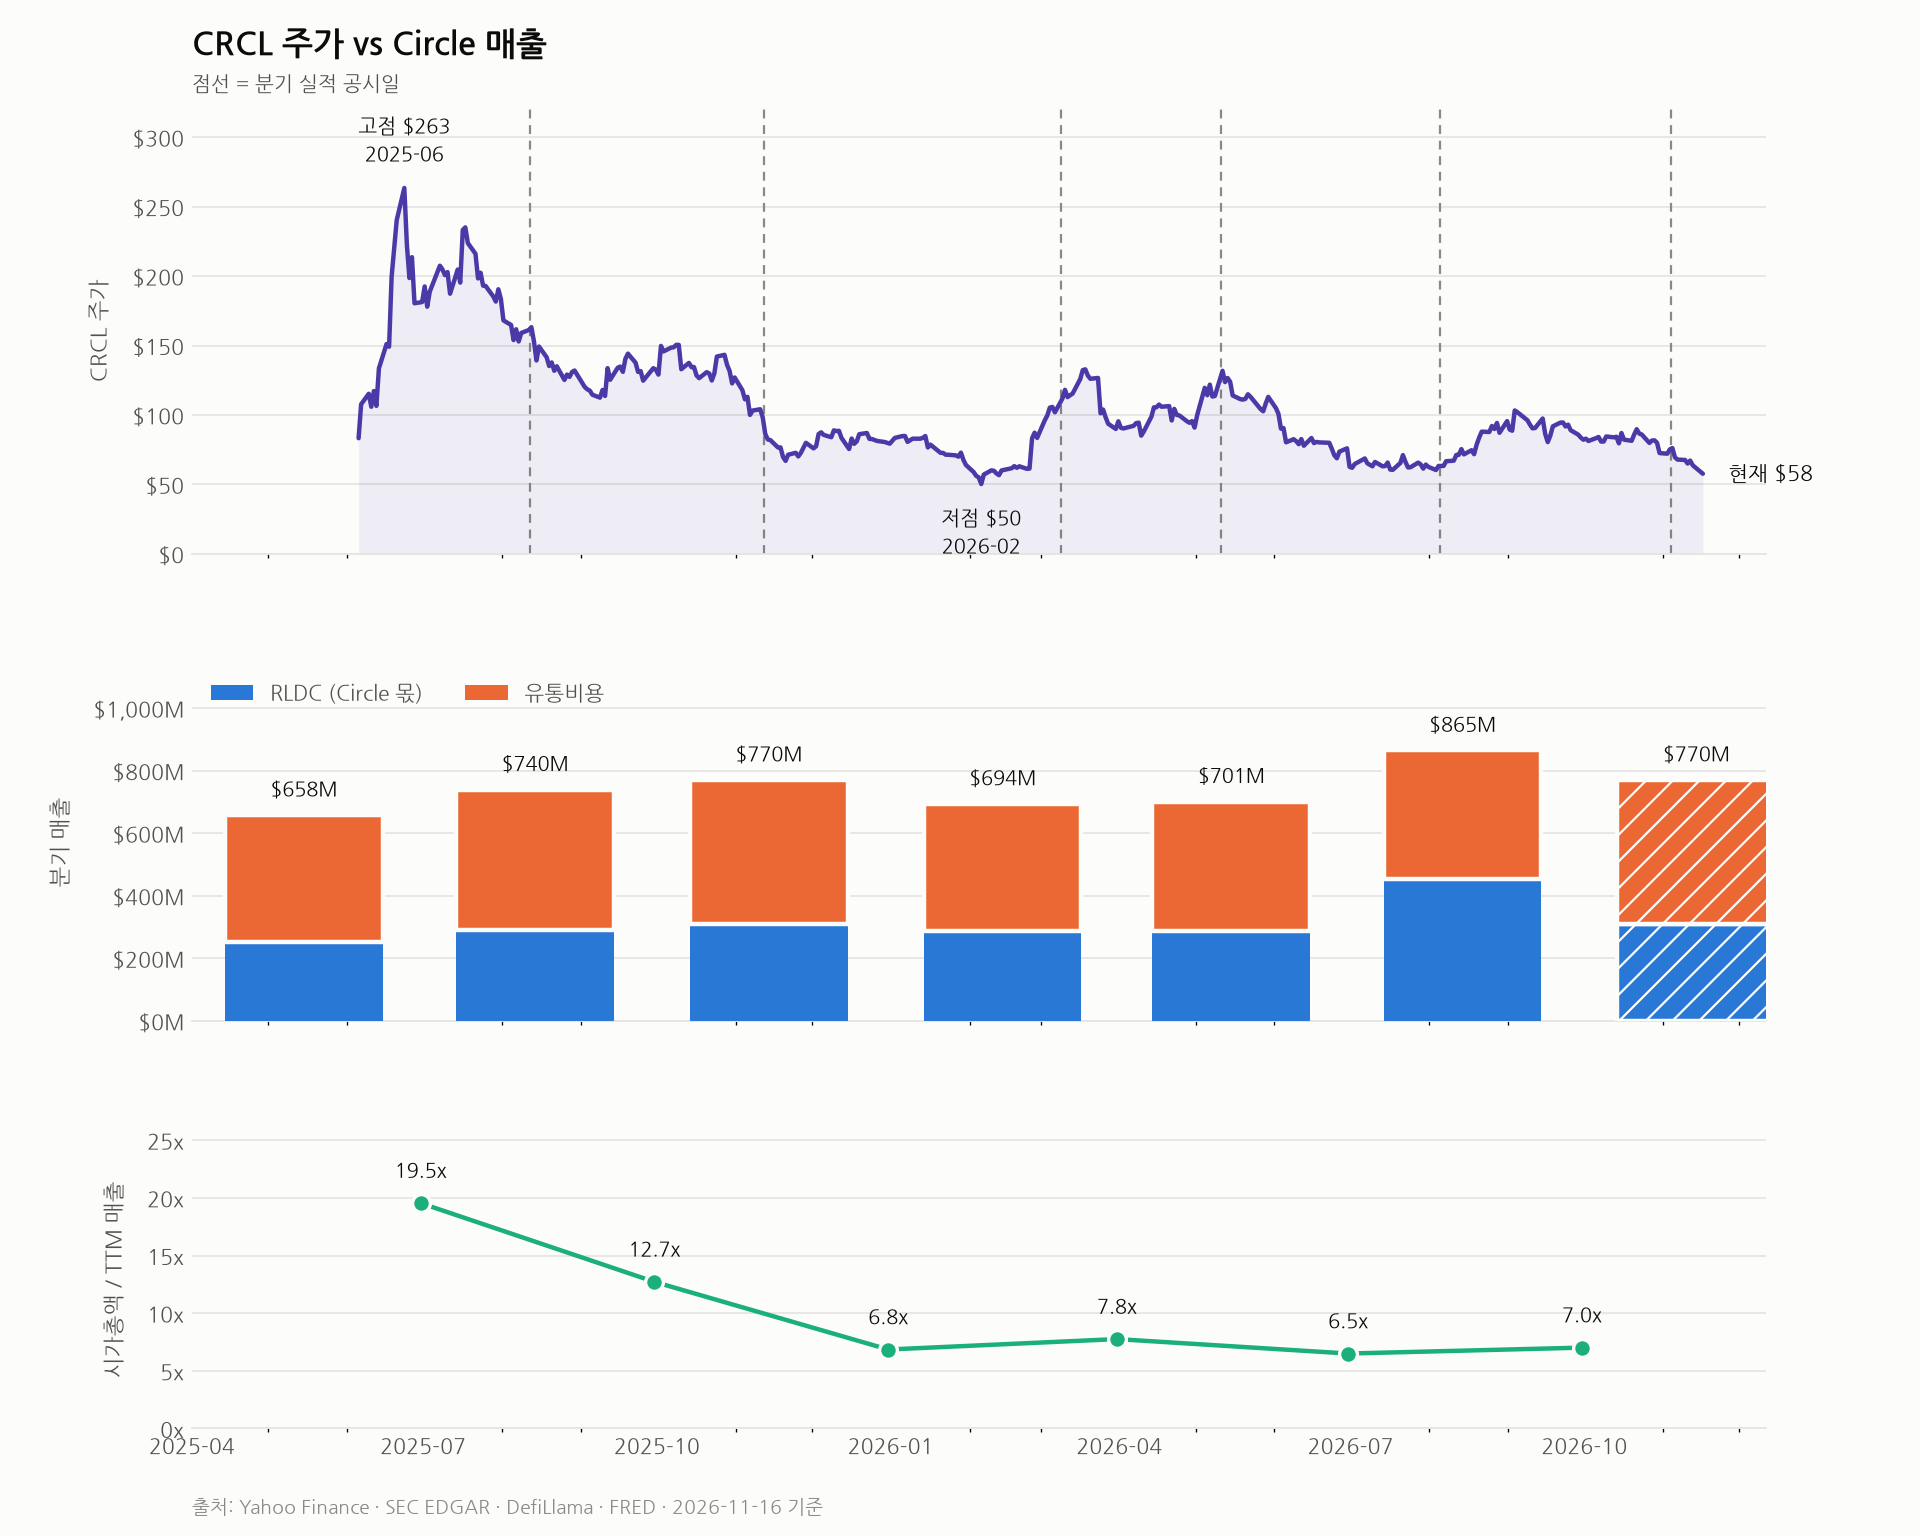 CRCL 주가 vs Circle 매출
점선 = 분기 실적 공시일
고점 $263
2025-06
$300
$250
$200
$150
$100
$50
$0
CRCL 주가
저점 $50
2026-02
현재 $58
RLDC (Circle 몫)
유통비용
$1,000M
$800M
$600M
$400M
$200M
$0M
분기 매출
$658M
$740M
$770M
$694M
$701M
$865M
$770M
25x
20x
15x
10x
5x
0x
시가총액 / TTM 매출
19.5x
12.7x
6.8x
7.8x
6.5x
7.0x
2025-04
2025-07
2025-10
2026-01
2026-04
2026-07
2026-10
출처: Yahoo Finance · SEC EDGAR · DefiLlama · FRED · 2026-11-16 기준